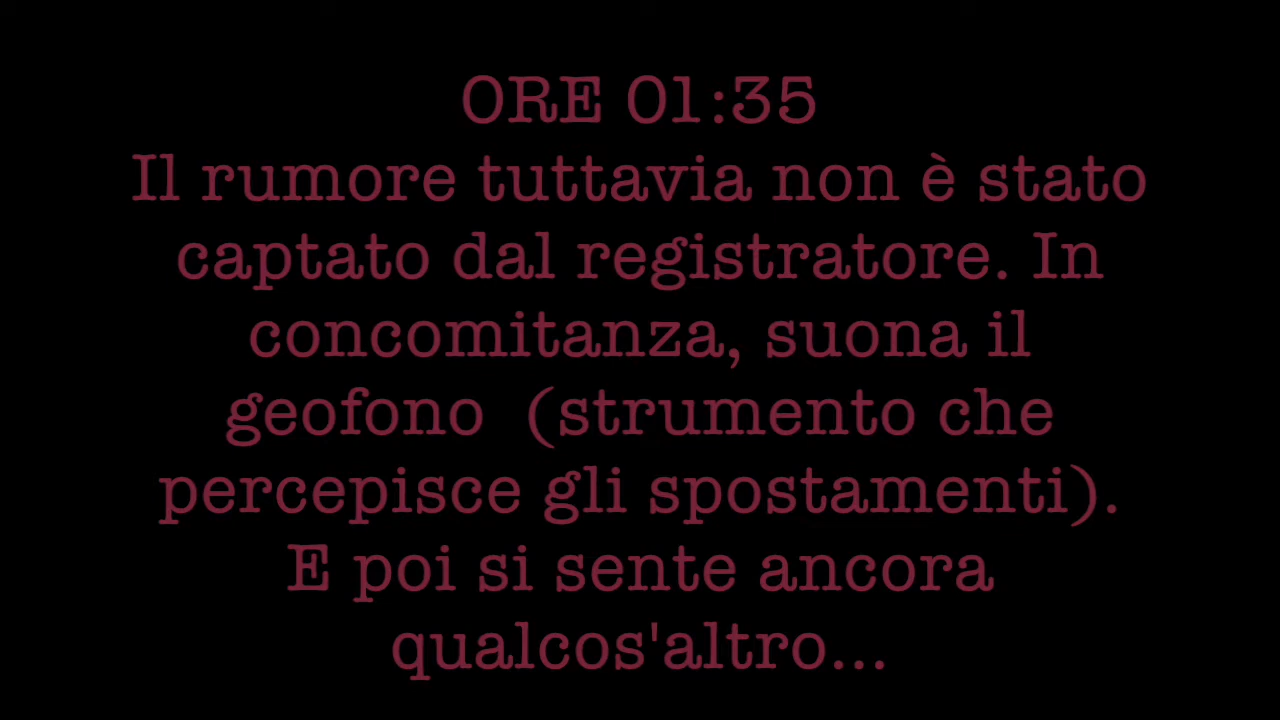 ORE 01:35
Il rumore tuttavia non è stato
captato dal registratore. In
concomitanza, suona il
geofono (strumento che
percepisce gli spostamenti).
E poi si sente ancora
qualcos'altro...